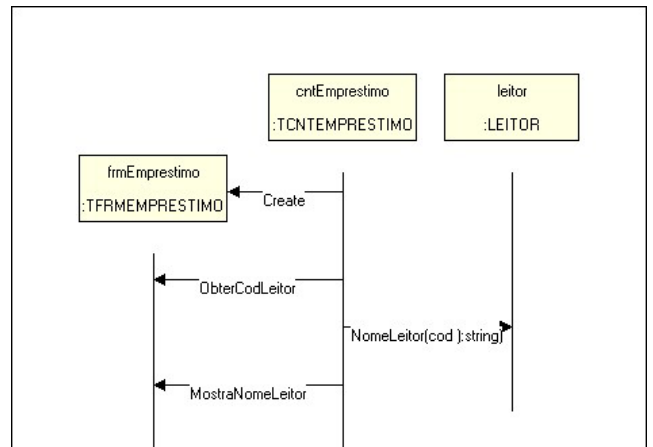 cntEmprestimo
:TCNTEMPRESTIMO
leitor
:LEITOR
frmEmprestimo
:TFRMEMPRESTIMO
Create
ObterCodLeitor
NomeLeitor(cod ):string)
MostraNomeLeitor